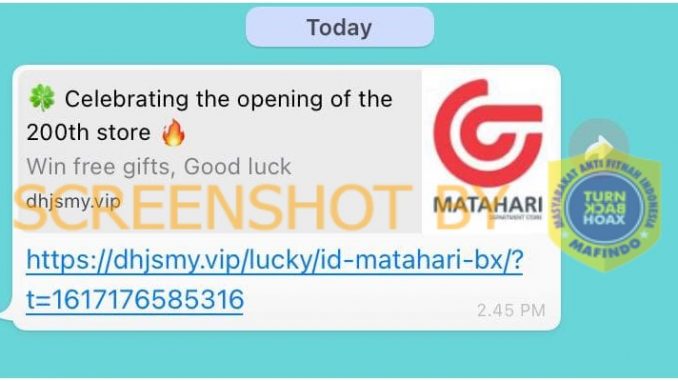 Today
🍀 Celebrating the opening of the
200th store 🔥
Win free gifts, Good luck
dhjsmy.vip
MATAHARI
DEPARTMENT STORE
SCREENSHOT BY
MASYARAKAT ANTI FITNAH INDONESIA
TURN
BACK
HOAX
MAFINDO
https://dhjsmy.vip/lucky/id-matahari-bx/?
t=1617176585316
2.45 PM